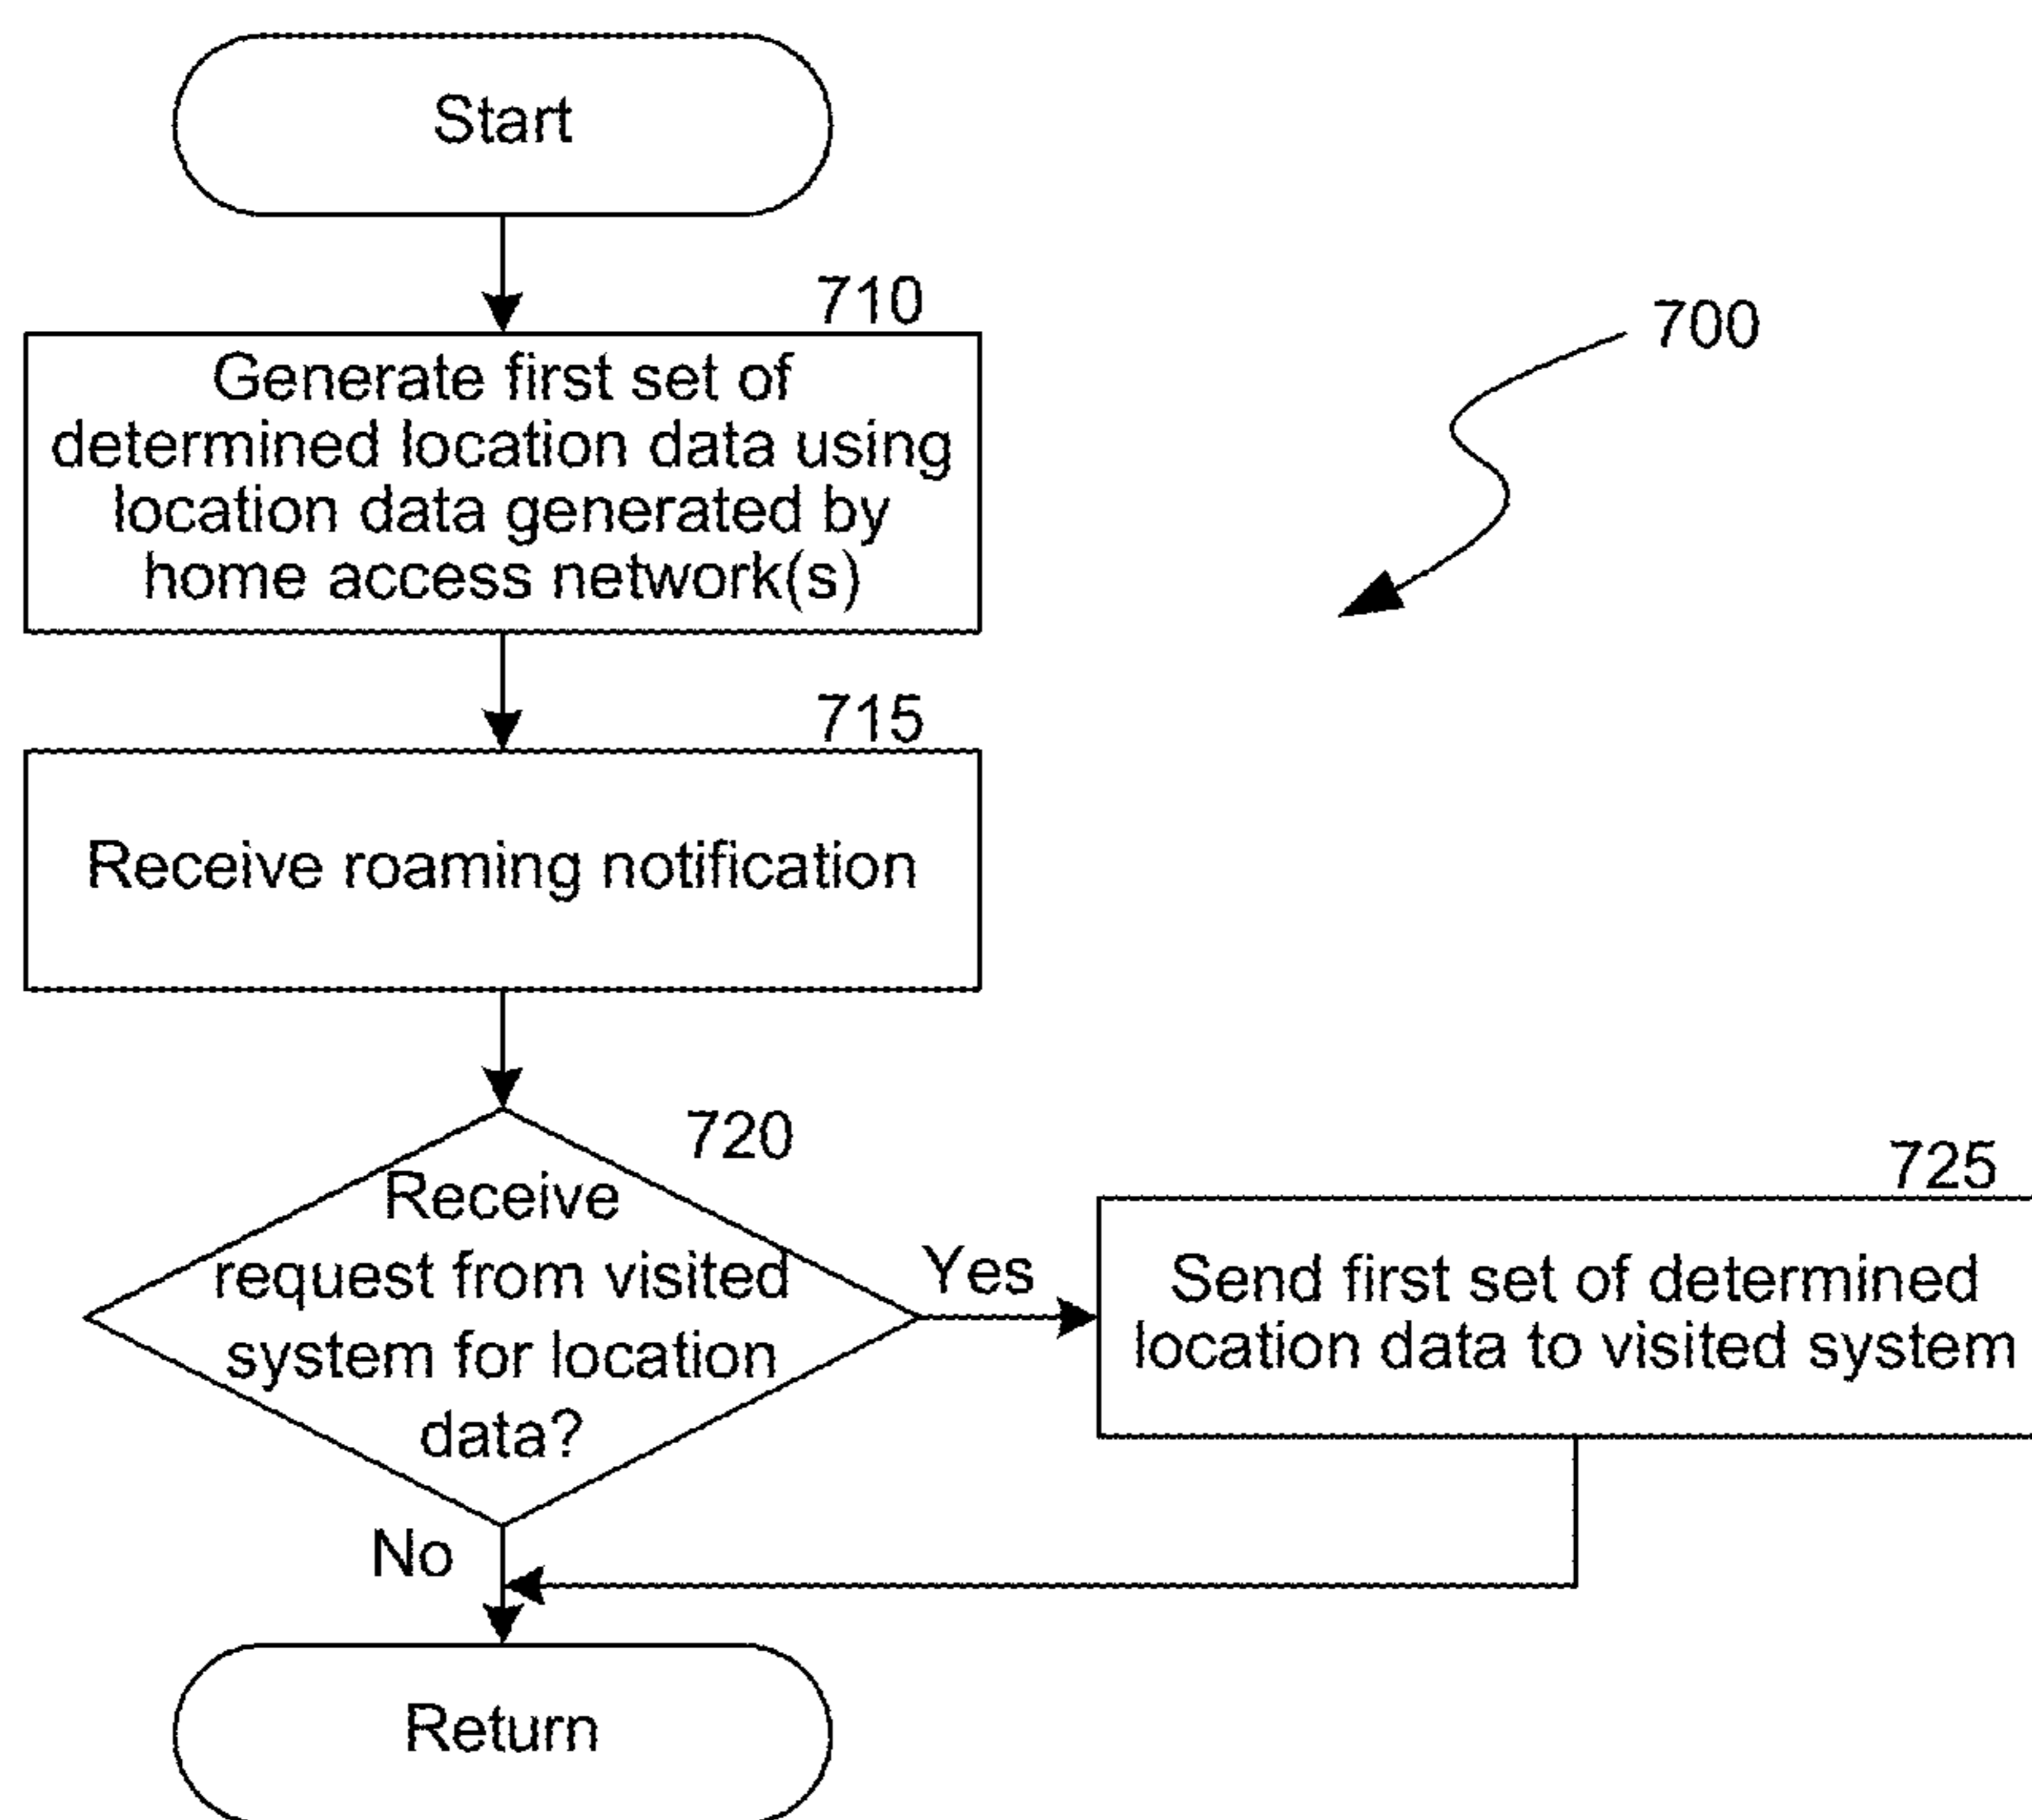 Start
710
Generate first set of
determined location data using
location data generated by
home access network(s)
700
715
Receive roaming notification
720
Receive
request from visited
system for location
data?
Yes
725
Send first set of determined
location data to visited system
No
Return